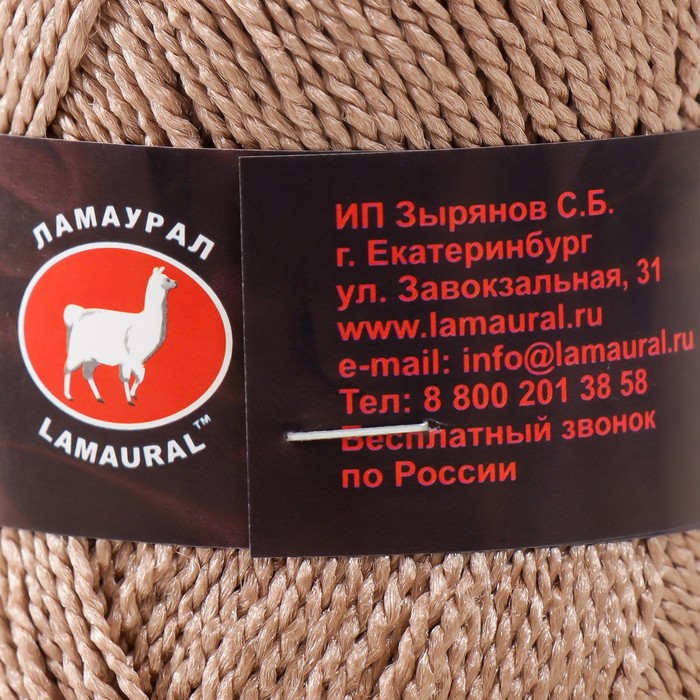 ЛАМАУРАЛ
LAMAURAL™
ИП Зырянов С.Б.
г. Екатеринбург
ул. Завокзальная, 31
www.lamaural.ru
e-mail: info@lamaural.ru
Тел: 8 800 201 38 58
Бесплатный звонок
по России